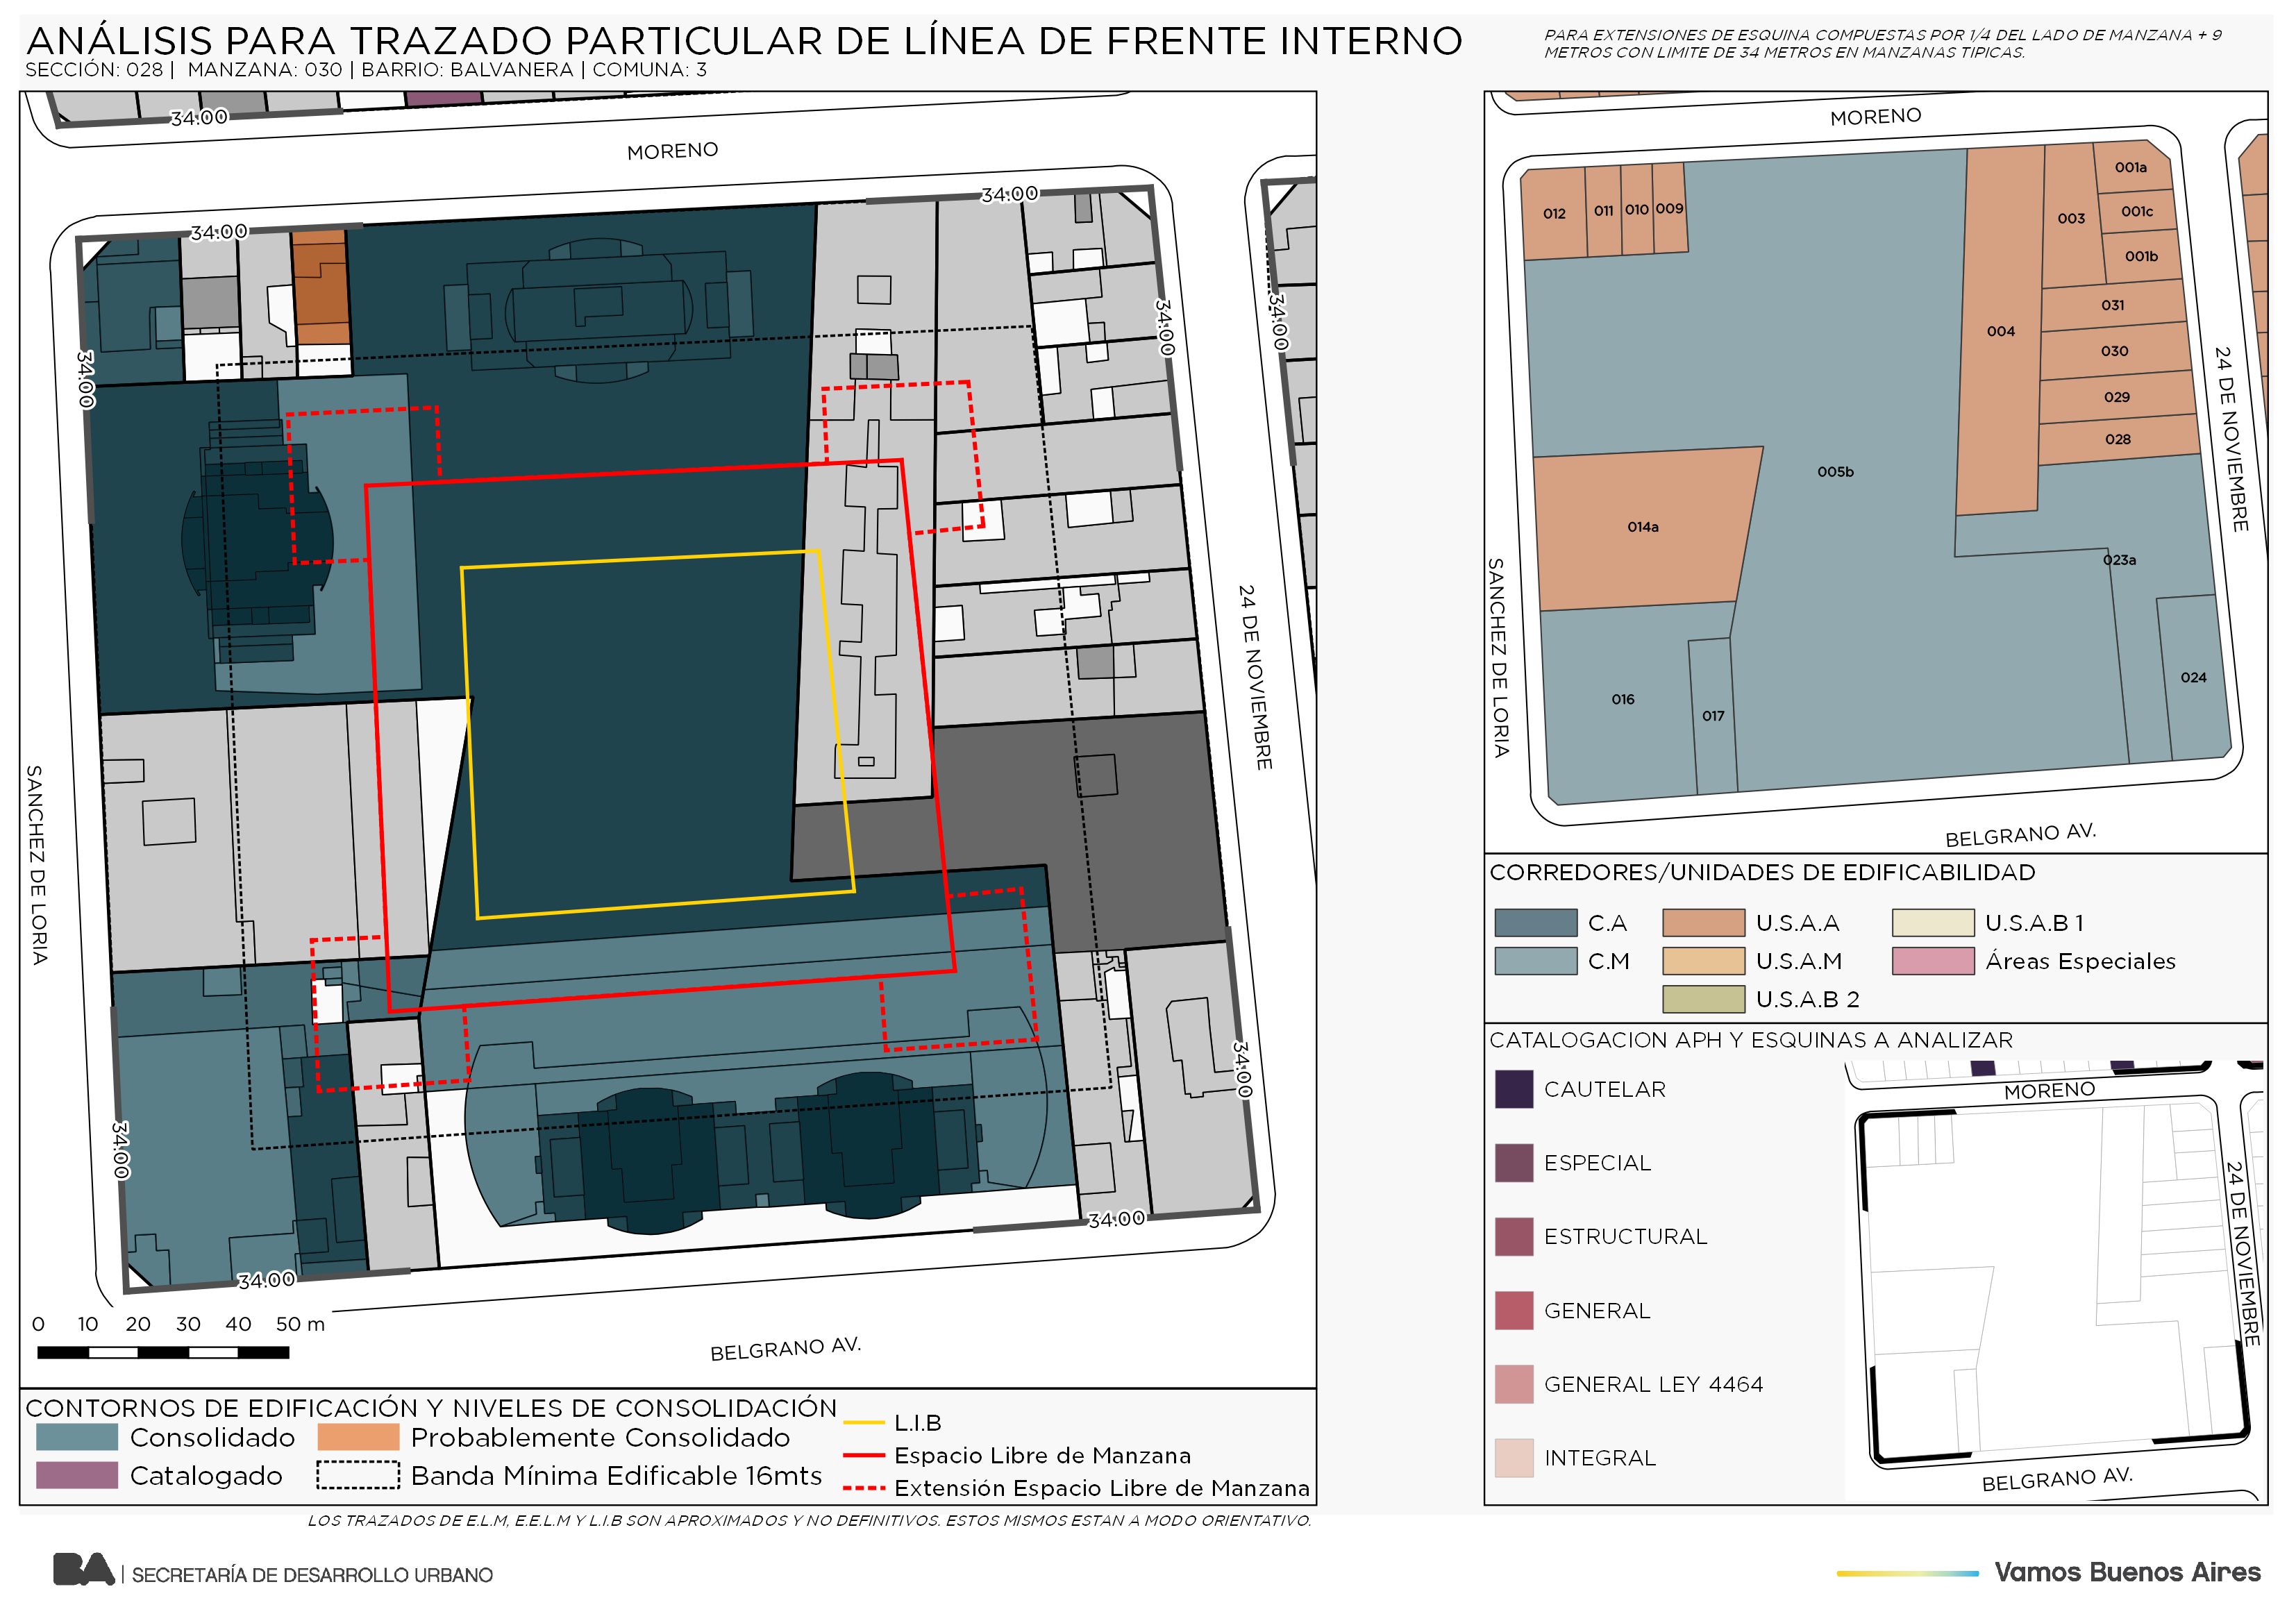 ANÁLISIS PARA TRAZADO PARTICULAR DE LÍNEA DE FRENTE INTERNO
SECCIÓN: 028 | MANZANA: 030 | BARRIO: BALVANERA | COMUNA: 3
PARA EXTENSIONES DE ESQUINA COMPUESTAS POR 1/4 DEL LADO DE MANZANA + 9
METROS CON LIMITE DE 34 METROS EN MANZANAS TIPICAS.
34.00
MORENO
34.00
34.00
34.00
34.00
34.00
24 DE NOVIEMBRE
SANCHEZ DE LORIA
34.00
34.00
34.00
34.00
BELGRANO AV.
0 10 20 30 40 50 m
MORENO
012
011
010
009
001a
001c
001b
003
031
004
030
029
028
005b
014a
023a
016
017
024
24 DE NOVIEMBRE
SANCHEZ DE LORIA
BELGRANO AV.
CORREDORES/UNIDADES DE EDIFICABILIDAD
C.A
U.S.A.A
U.S.A.B 1
C.M
U.S.A.M
Áreas Especiales
U.S.A.B 2
CATALOGACION APH Y ESQUINAS A ANALIZAR
CAUTELAR
ESPECIAL
ESTRUCTURAL
GENERAL
GENERAL LEY 4464
INTEGRAL
MORENO
24 DE NOVIEMBRE
BELGRANO AV.
CONTORNOS DE EDIFICACIÓN Y NIVELES DE CONSOLIDACIÓN
Consolidado
Probablemente Consolidado
Catalogado
Banda Mínima Edificable 16mts
L.I.B
Espacio Libre de Manzana
Extensión Espacio Libre de Manzana
LOS TRAZADOS DE E.L.M, E.E.L.M Y L.I.B SON APROXIMADOS Y NO DEFINITIVOS. ESTOS MISMOS ESTAN A MODO ORIENTATIVO.
BA | SECRETARÍA DE DESARROLLO URBANO
Vamos Buenos Aires